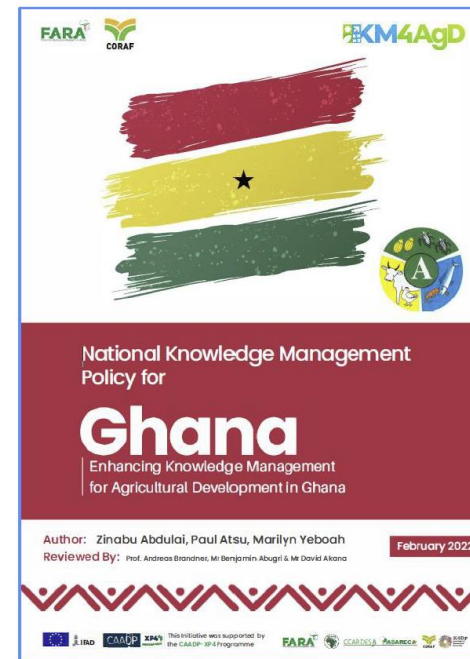 FARA
CORAF
KM4AgD
A
National Knowledge Management
Policy for
Ghana
Enhancing Knowledge Management
for Agricultural Development in Ghana
Author: Zinabu Abdulai, Paul Atsu, Marilyn Yeboah
February 2022
Reviewed By: Prof. Andreas Brandner, Mr Benjamin Abugri & Mr David Akana
IFAD
CAADP
XP4
This Initiative was supported by
the CAADP-XP4 Programme
FARA
CCARDESA
ASARECA
CORAF